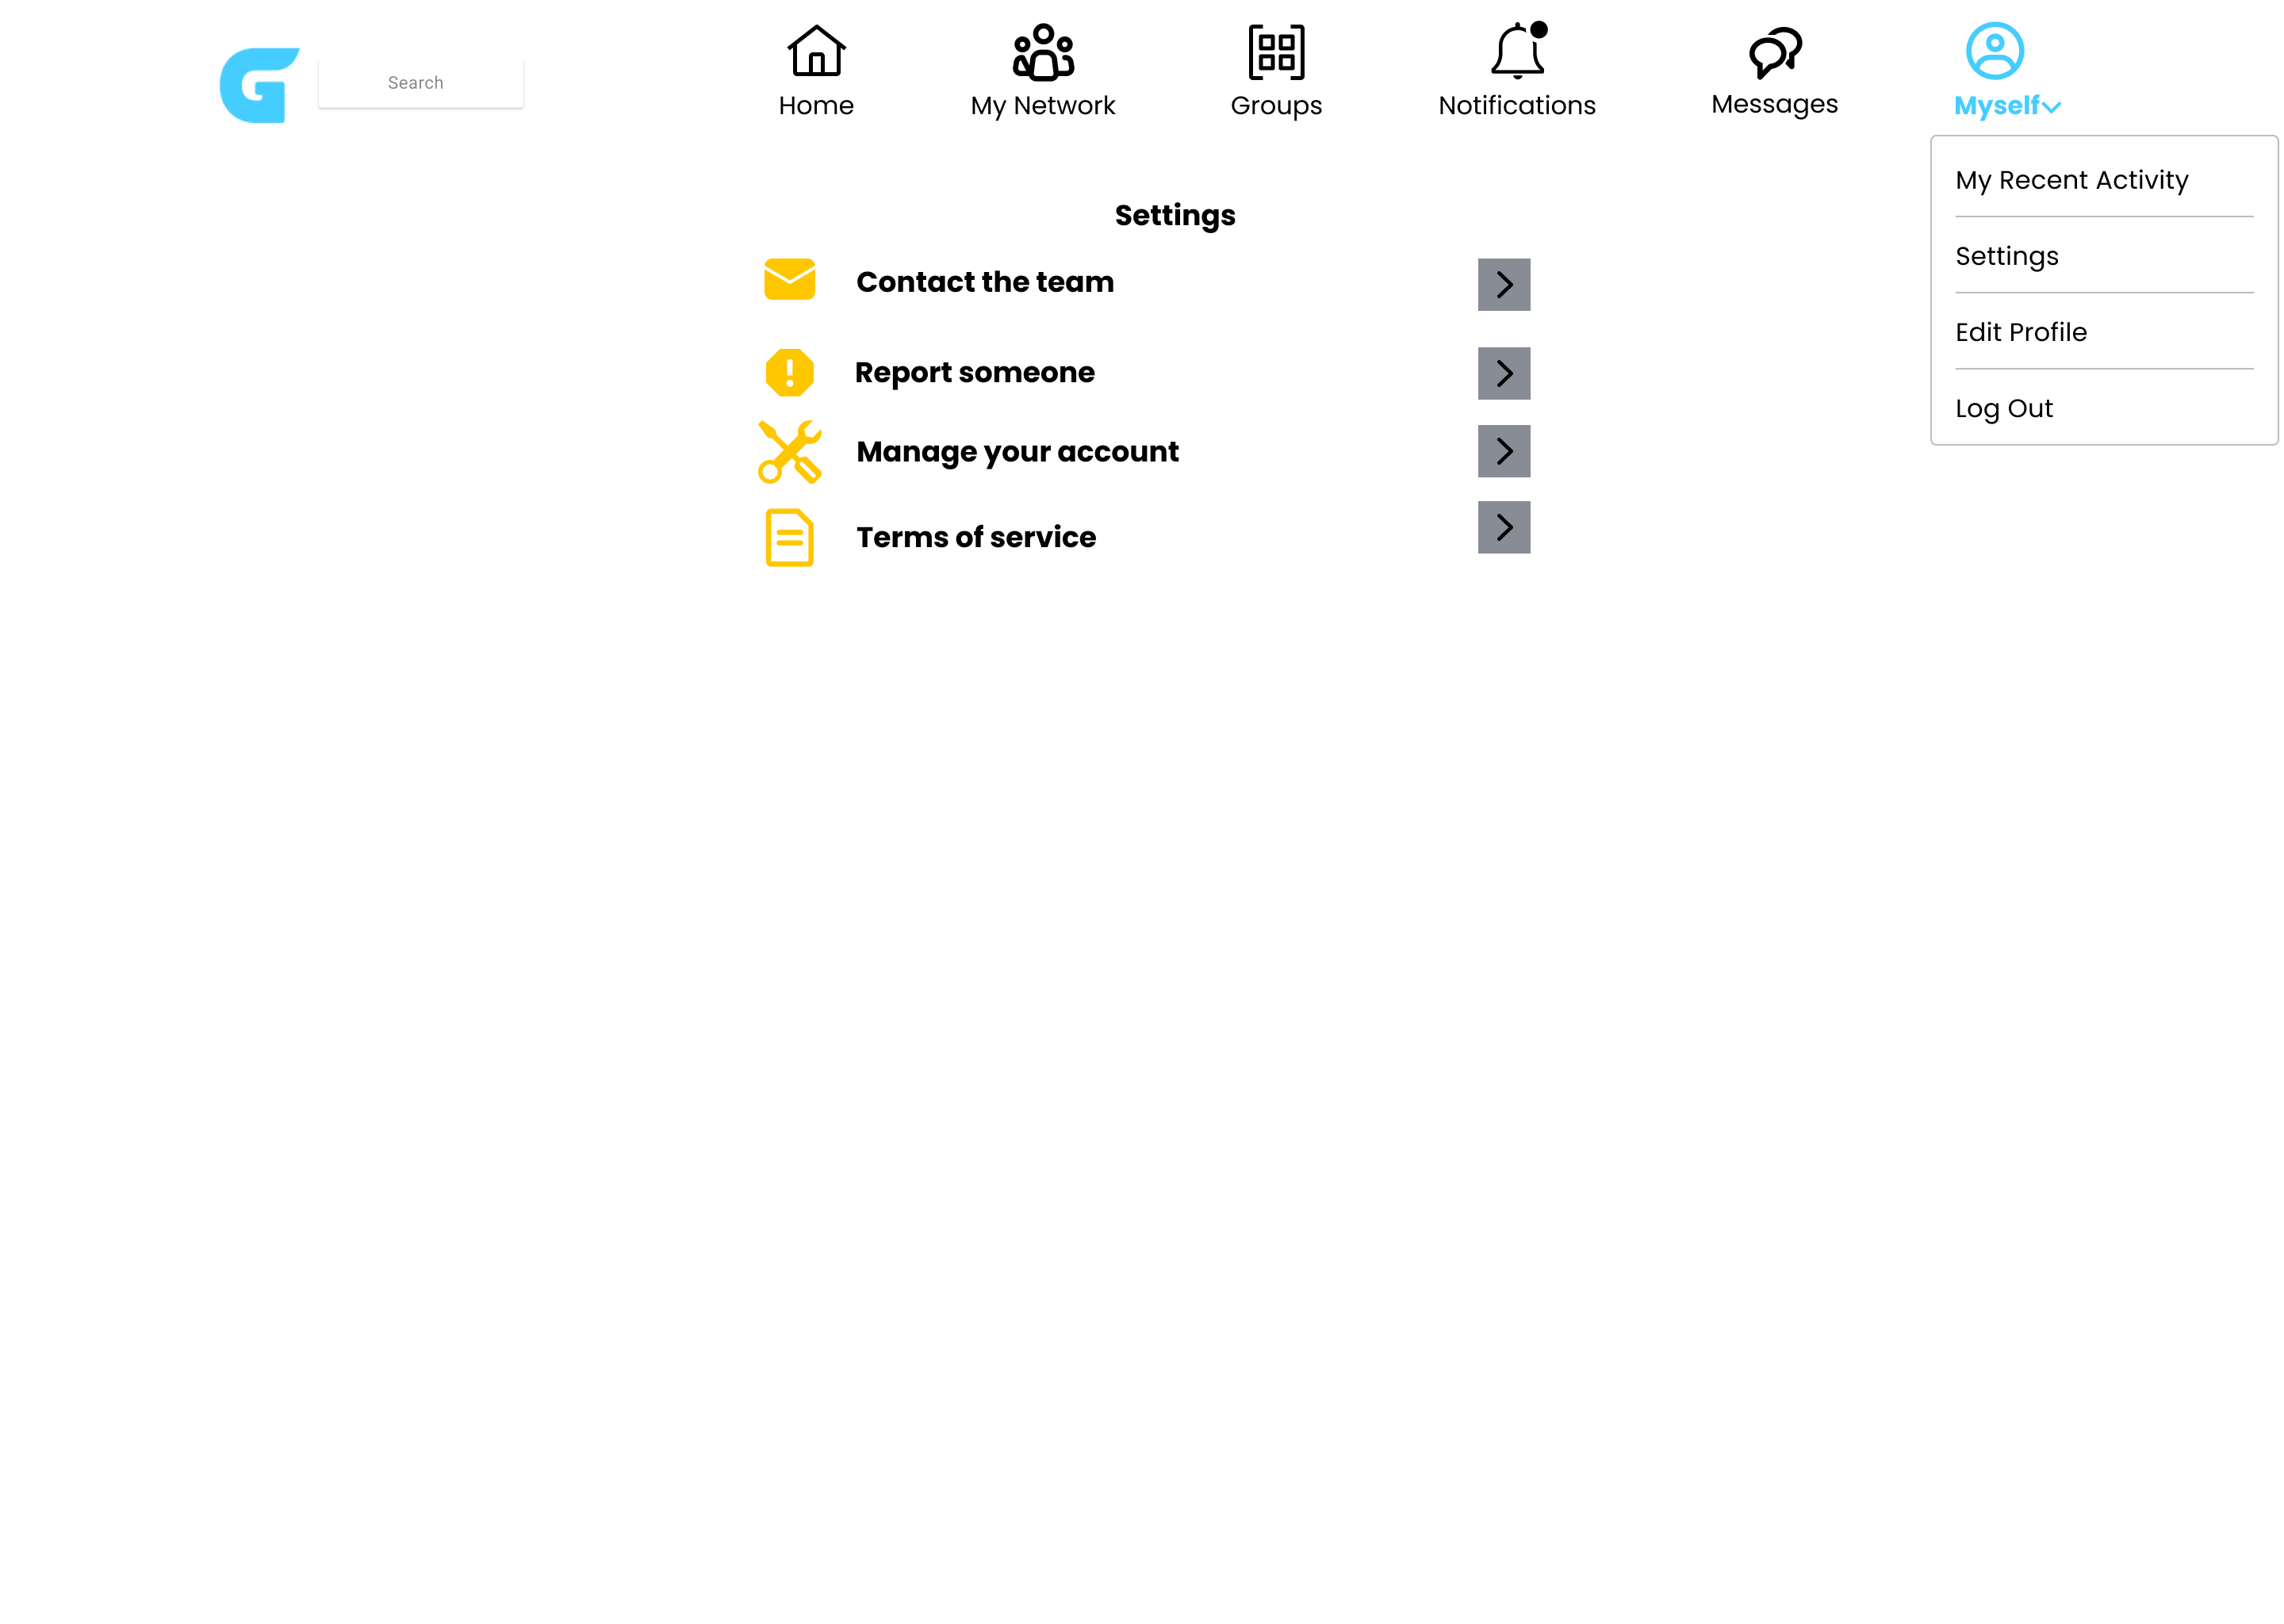 G
Search
Home
My Network
Groups
Notifications
Messages
Myself
My Recent Activity
Settings
Edit Profile
Log Out
Settings
Contact the team
Report someone
Manage your account
Terms of service